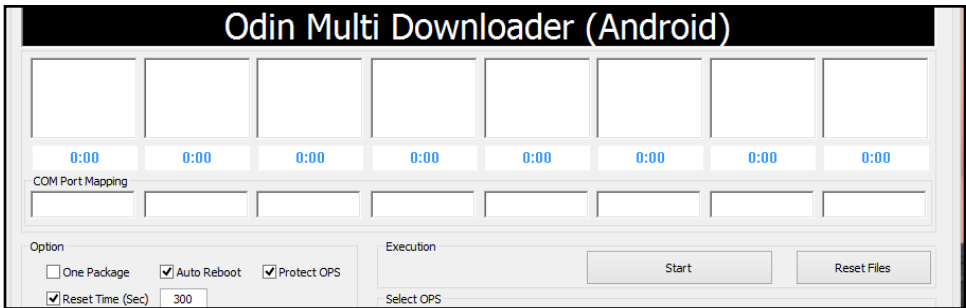 Odin Multi Downloader (Android)
0:00 0:00 0:00 0:00 0:00 0:00 0:00 0:00
COM Port Mapping
Option
One Package Auto Reboot Protect OPS
Reset Time (Sec) 300
Execution
Start Reset Files
Select OPS